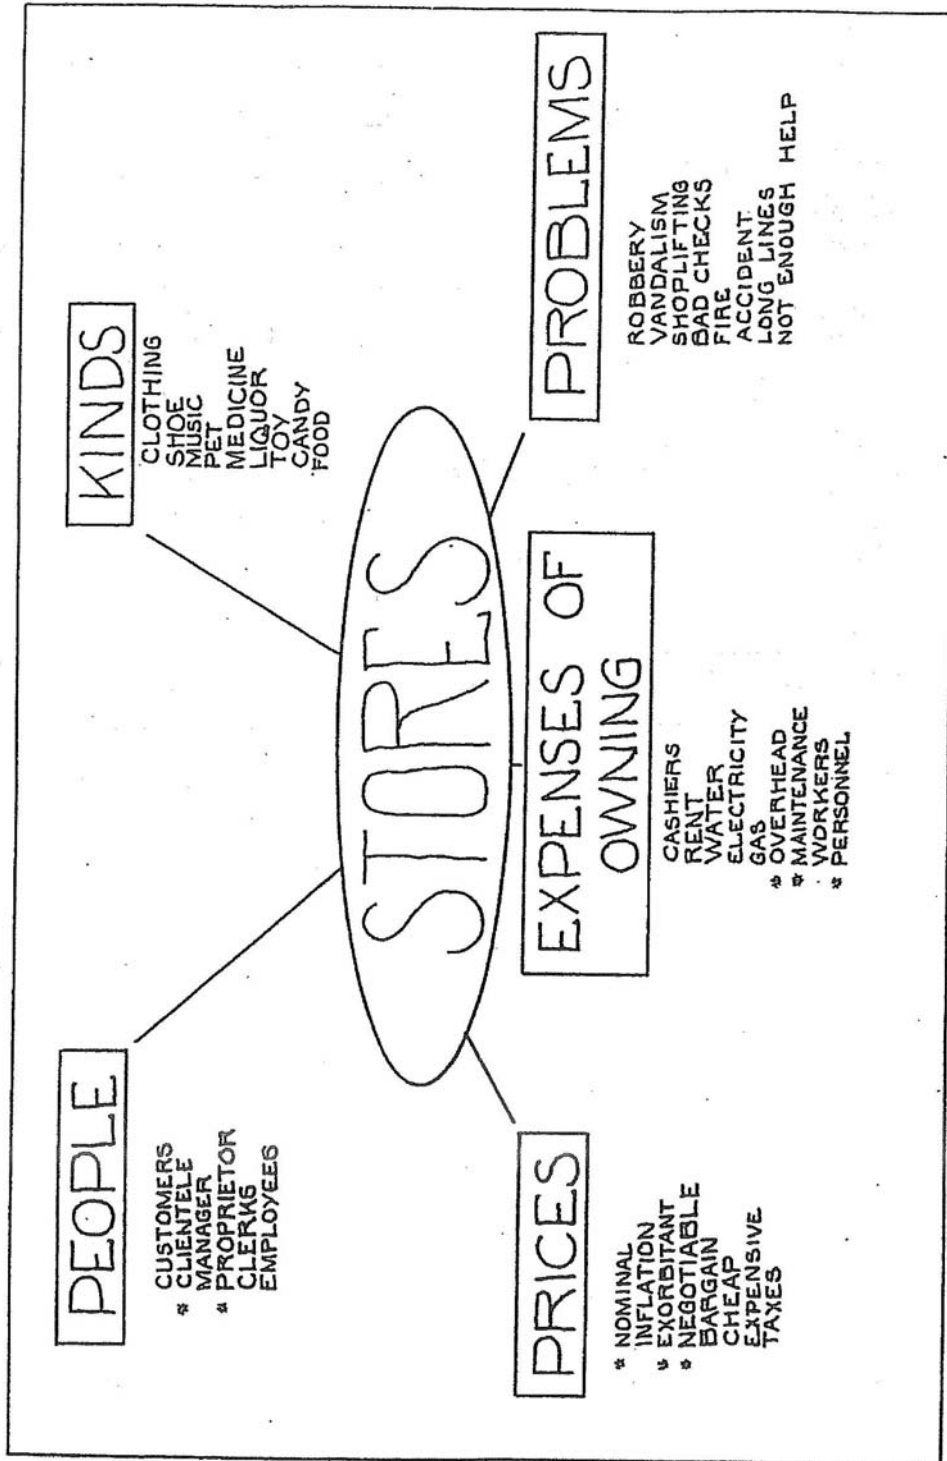 PEOPLE
CUSTOMERS
* CLIENTELE
MANAGER
* PROPRIETOR
CLERKS
EMPLOYEES
KINDS
CLOTHING
SHOE
MUSIC
PET
MEDICINE
LIQUOR
TOY
CANDY
FOOD
STORES
PRICES
* NOMINAL
INFLATION
* EXORBITANT
* NEGOTIABLE
BARGAIN
CHEAP
EXPENSIVE
TAXES
EXPENSES OF
OWNING
CASHIERS
RENT
WATER
ELECTRICITY
GAS
* OVERHEAD
* MAINTENANCE
WORKERS
* PERSONNEL
PROBLEMS
ROBBERY
VANDALISM
SHOPLIFTING
BAD CHECKS
FIRE
ACCIDENT
LONG LINES
NOT ENOUGH HELP